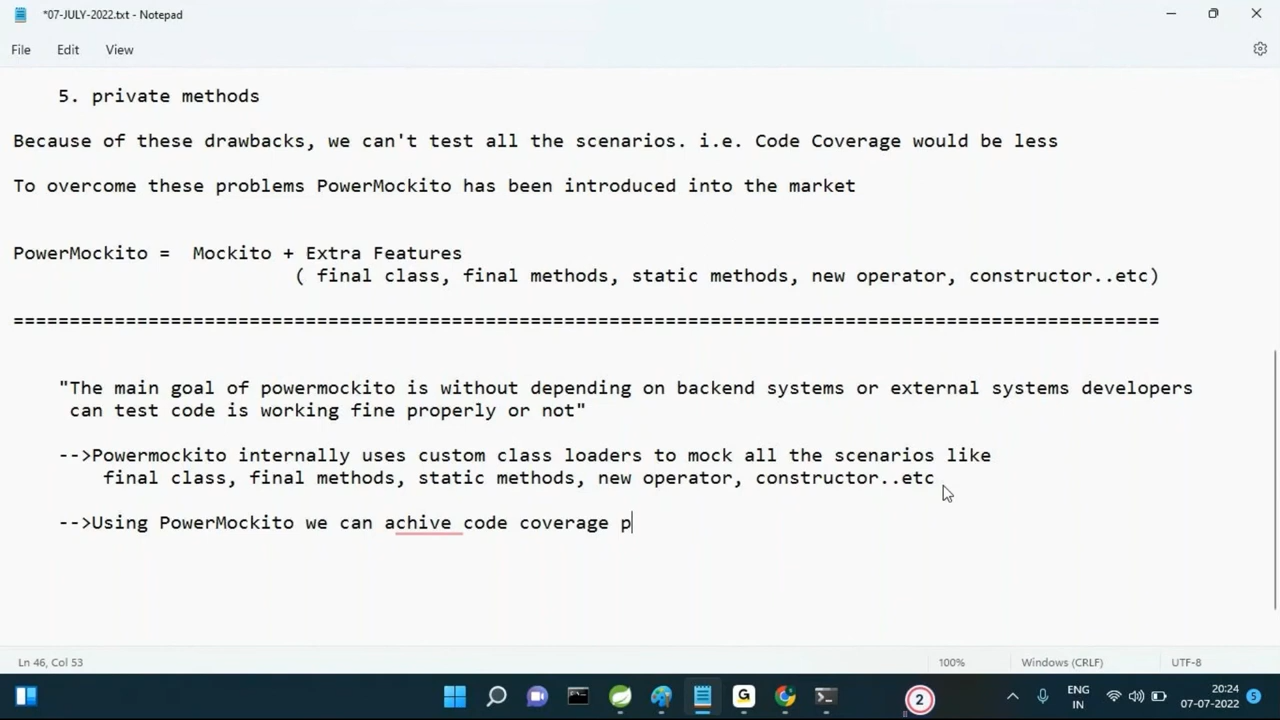 *07-JULY-2022.txt - Notepad
File Edit View
5. private methods
Because of these drawbacks, we can't test all the scenarios. i.e. Code Coverage would be less
To overcome these problems PowerMockito has been introduced into the market
PowerMockito = Mockito + Extra Features
( final class, final methods, static methods, new operator, constructor..etc)
======================================================================================================
"The main goal of powermockito is without depending on backend systems or external systems developers
can test code is working fine properly or not"
-->Powermockito internally uses custom class loaders to mock all the scenarios like
final class, final methods, static methods, new operator, constructor..etc
-->Using PowerMockito we can achive code coverage p
Ln 46, Col 53 100% Windows (CRLF) UTF-8
G 2 ENG 20:24
IN 07-07-2022 5